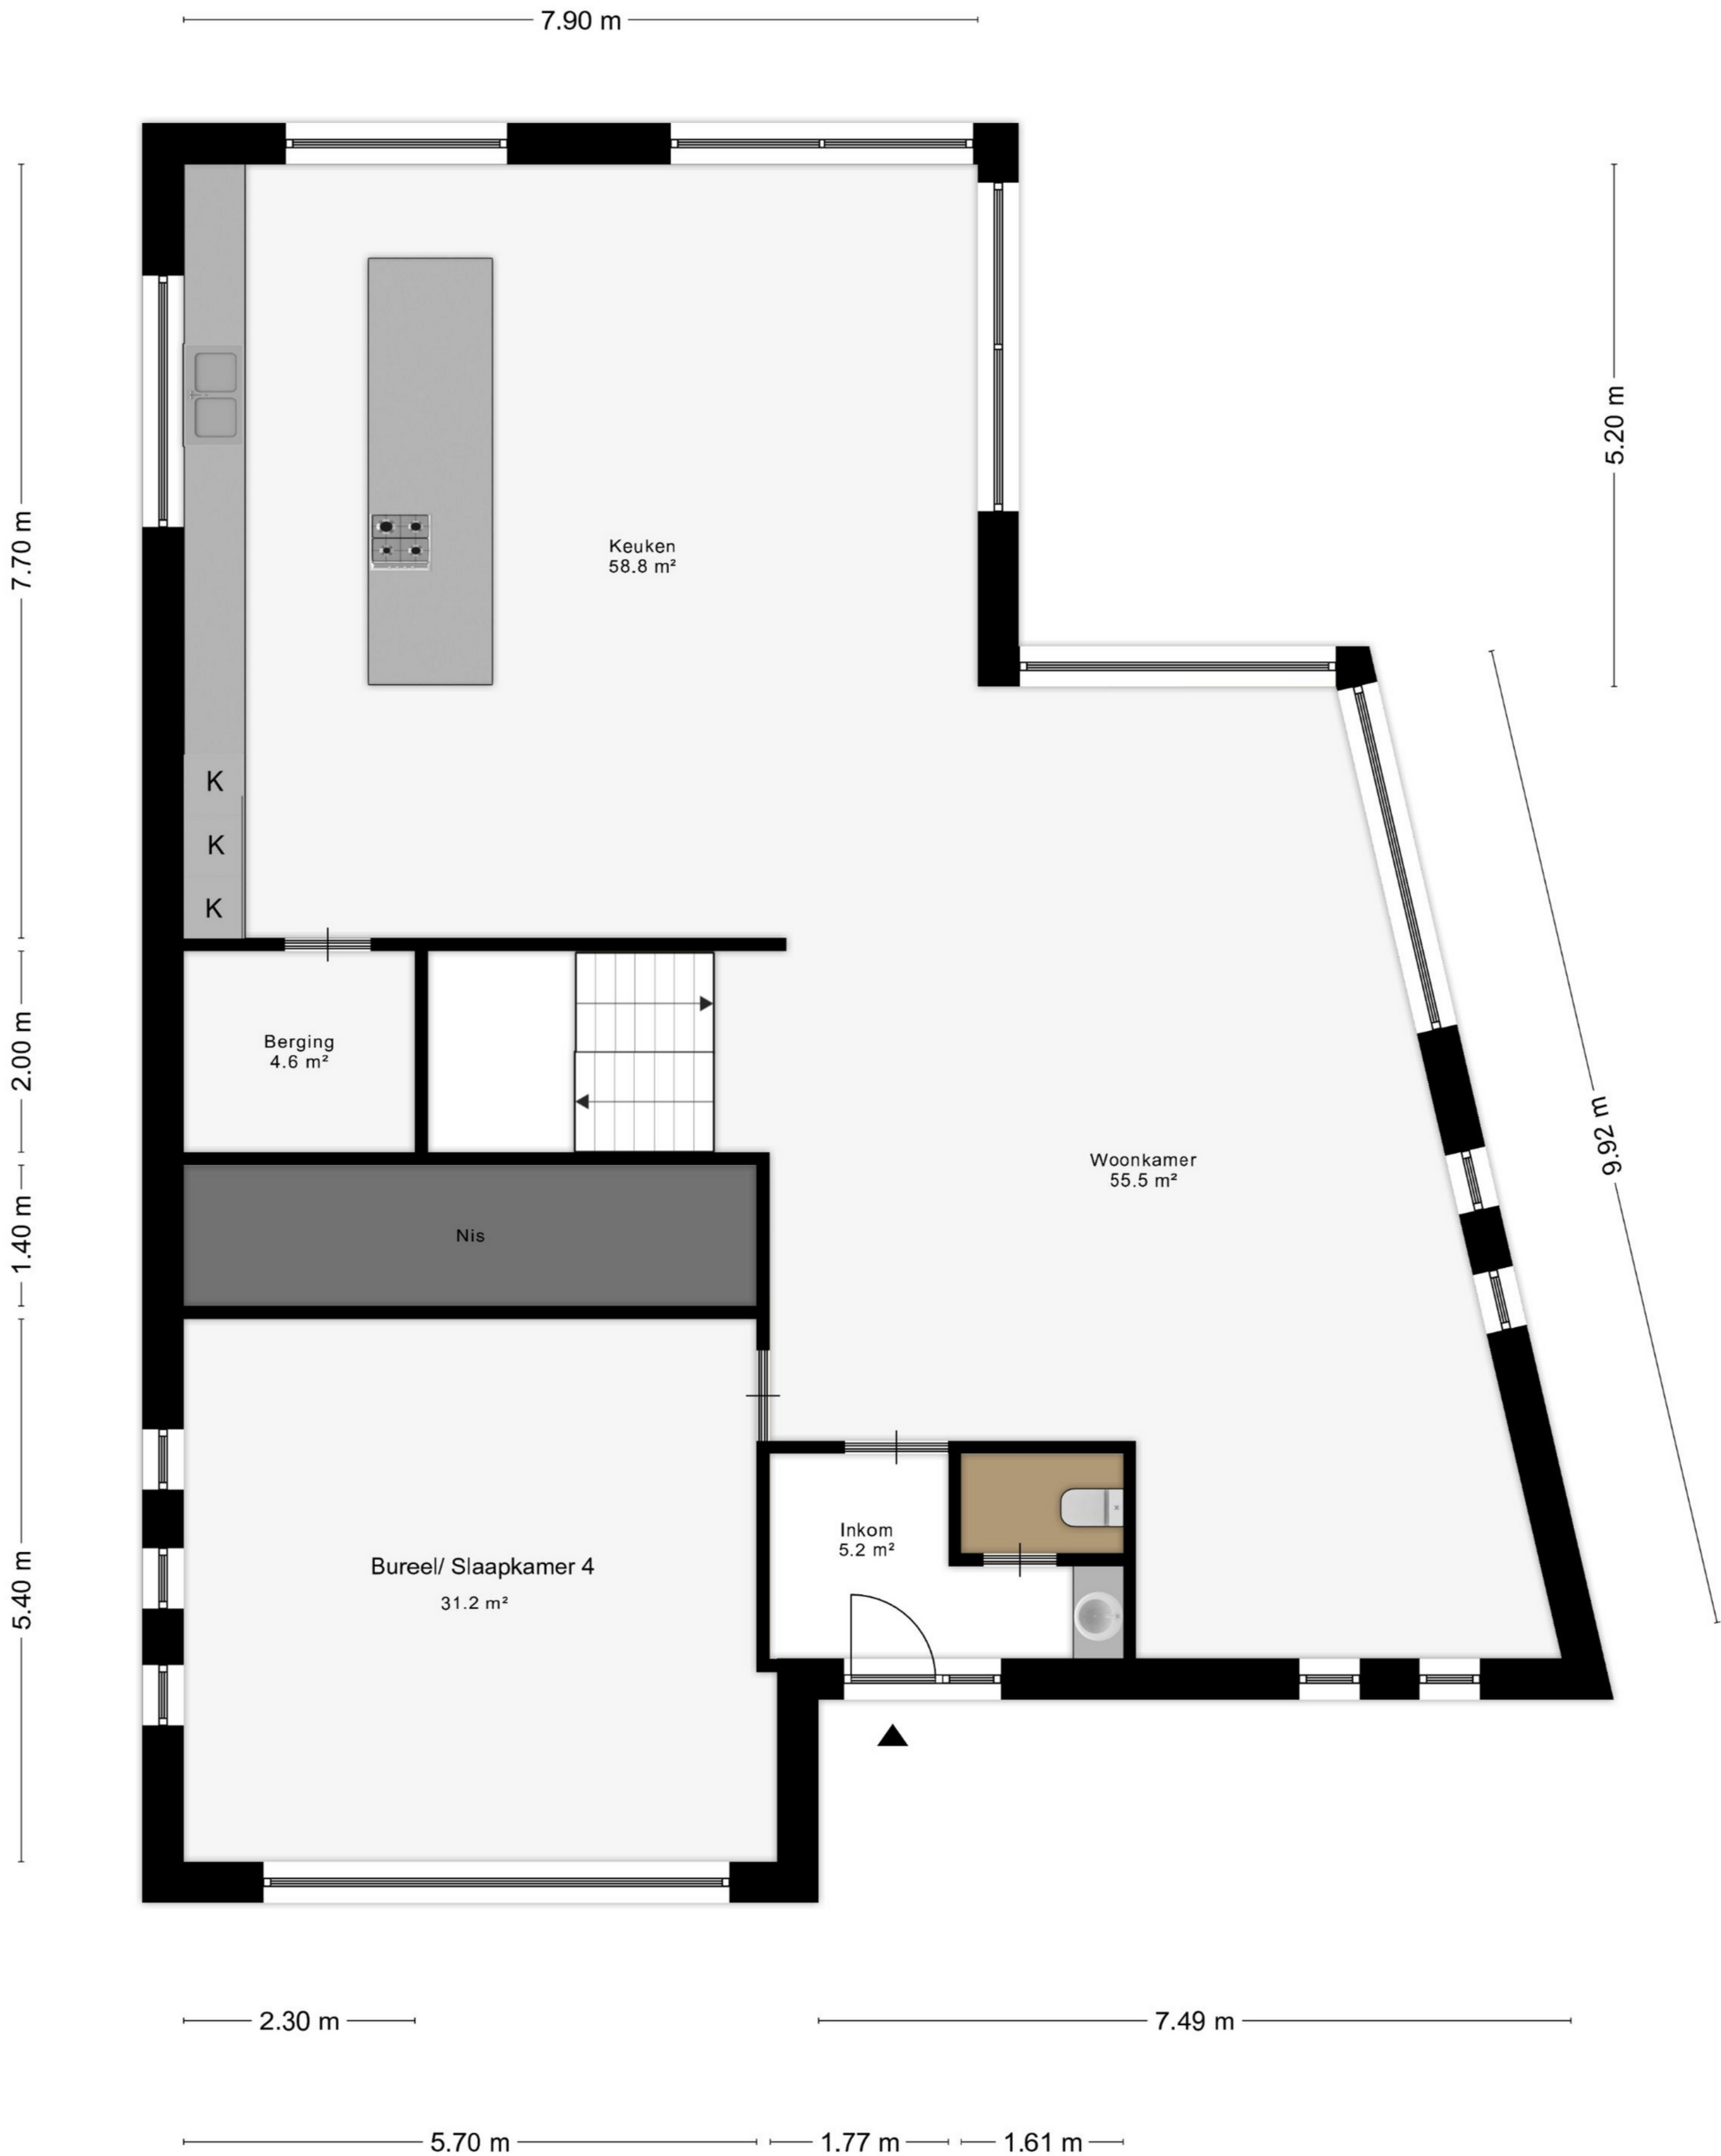 7.90 m
5.20 m
7.70 m
Keuken
58.8 m²
K
K
K
2.00 m
Berging
4.6 m²
9.92 m
Woonkamer
55.5 m²
1.40 m
Nis
Inkom
5.2 m²
5.40 m
Bureel/ Slaapkamer 4
31.2 m²
2.30 m
7.49 m
5.70 m
1.77 m
1.61 m